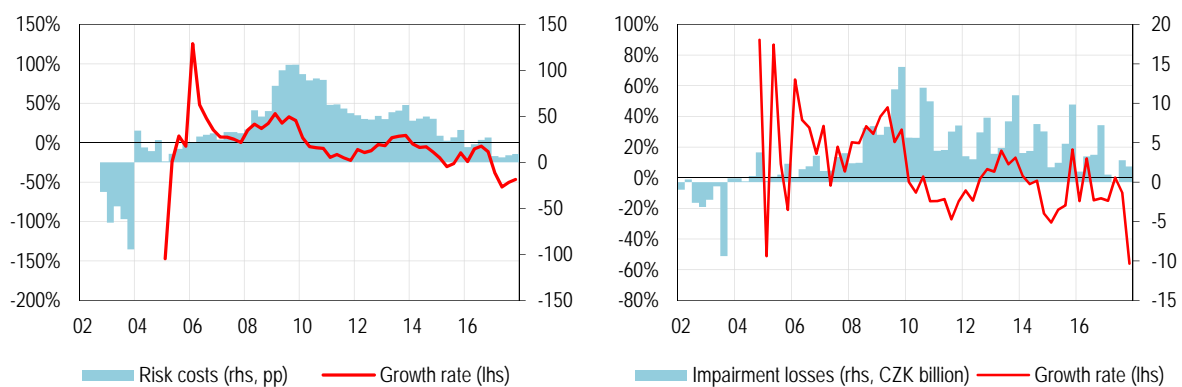 150% 150 100% 20
100% 100 80% 15
50% 50 60% 10
0% 0 40% 5
-50% -50 20% 0
-100% -100 0% -5
-150% -150 -20% -10
-200% -40% -15
-60%
-80%
02 04 06 08 10 12 14 16 02 04 06 08 10 12 14 16
Risk costs (rhs, pp) Growth rate (lhs) Impairment losses (rhs, CZK billion) Growth rate (lhs)